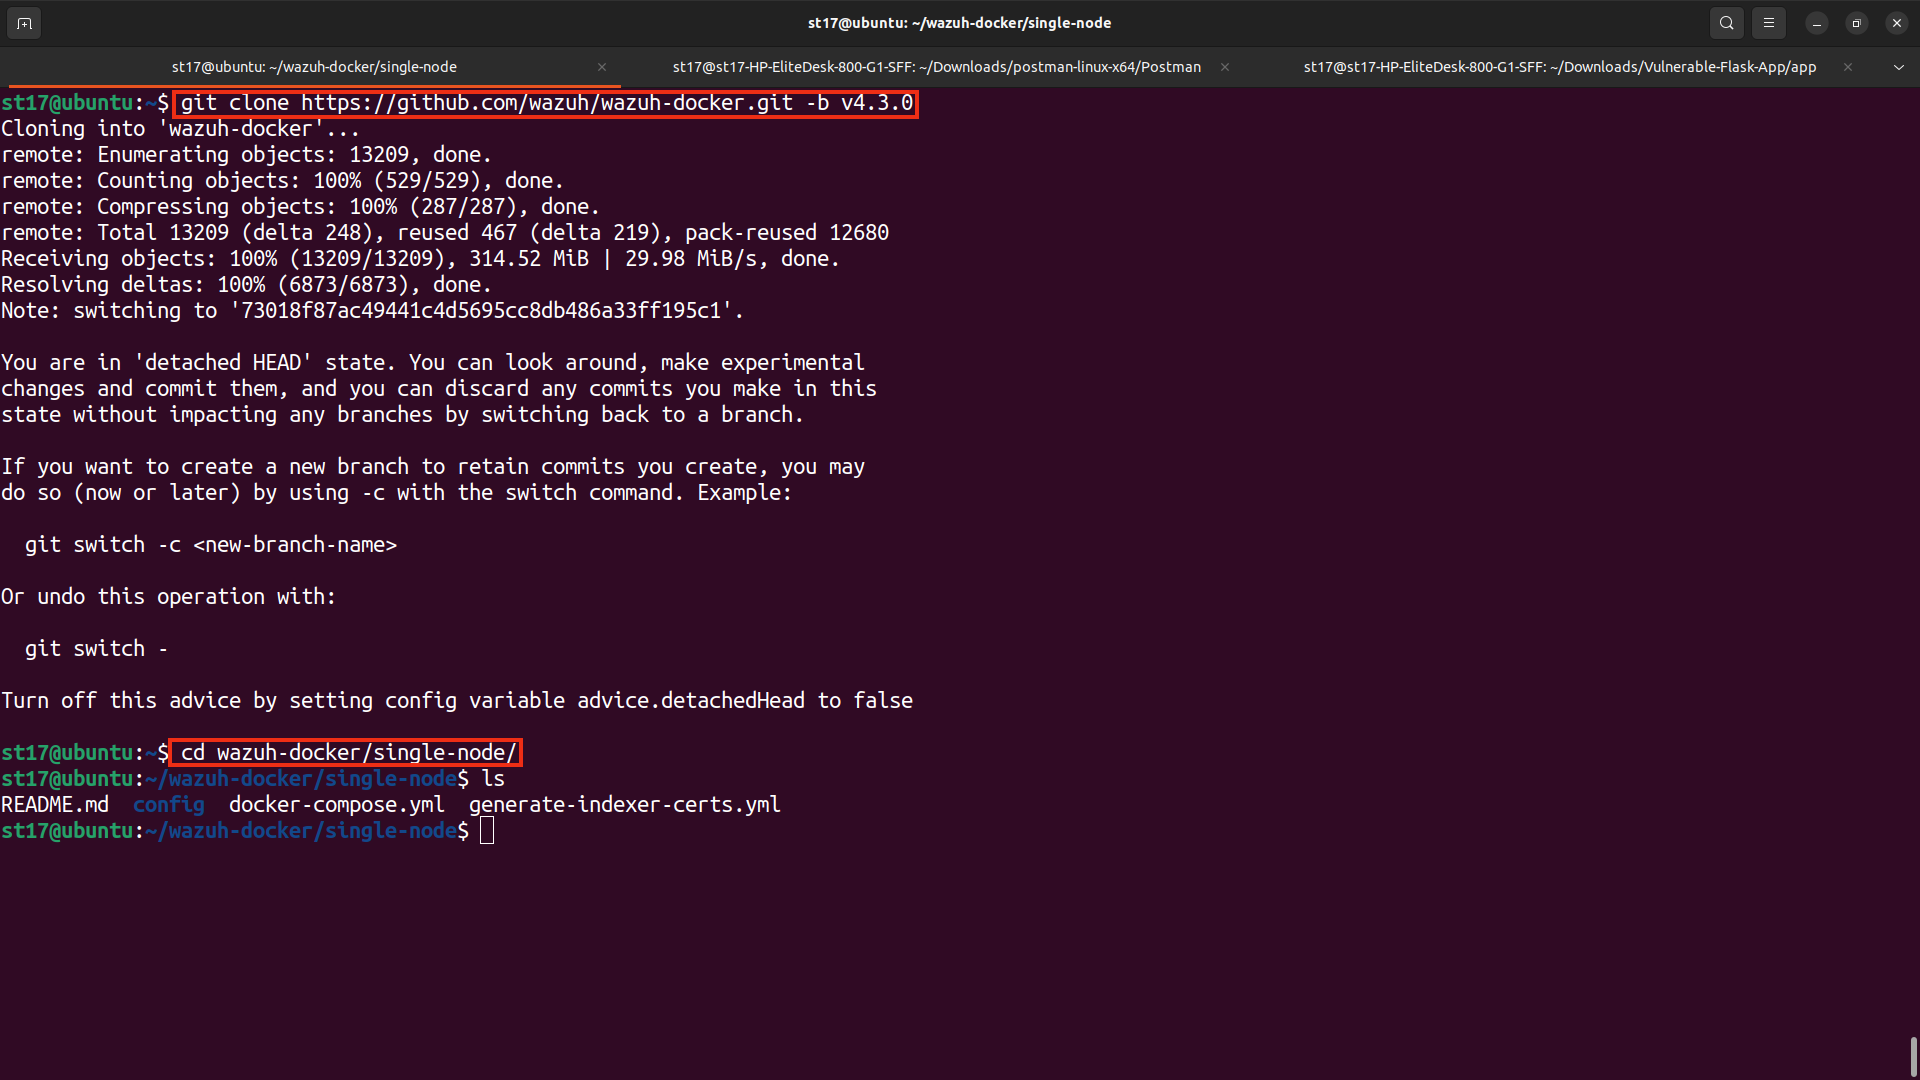 st17@ubuntu: ~/wazuh-docker/single-node
st17@ubuntu: ~/wazuh-docker/single-node
st17@st17-HP-EliteDesk-800-G1-SFF: ~/Downloads/postman-linux-x64/Postman
st17@st17-HP-EliteDesk-800-G1-SFF: ~/Downloads/Vulnerable-Flask-App/app
st17@ubuntu:~$ git clone https://github.com/wazuh/wazuh-docker.git -b v4.3.0
Cloning into 'wazuh-docker'...
remote: Enumerating objects: 13209, done.
remote: Counting objects: 100% (529/529), done.
remote: Compressing objects: 100% (287/287), done.
remote: Total 13209 (delta 248), reused 467 (delta 219), pack-reused 12680
Receiving objects: 100% (13209/13209), 314.52 MiB | 29.98 MiB/s, done.
Resolving deltas: 100% (6873/6873), done.
Note: switching to '73018f87ac49441c4d5695cc8db486a33ff195c1'.
You are in 'detached HEAD' state. You can look around, make experimental
changes and commit them, and you can discard any commits you make in this
state without impacting any branches by switching back to a branch.
If you want to create a new branch to retain commits you create, you may
do so (now or later) by using -c with the switch command. Example:
git switch -c <new-branch-name>
Or undo this operation with:
git switch -
Turn off this advice by setting config variable advice.detachedHead to false
st17@ubuntu:~$ cd wazuh-docker/single-node/
st17@ubuntu:~/wazuh-docker/single-node$ ls
README.md  config  docker-compose.yml  generate-indexer-certs.yml
st17@ubuntu:~/wazuh-docker/single-node$